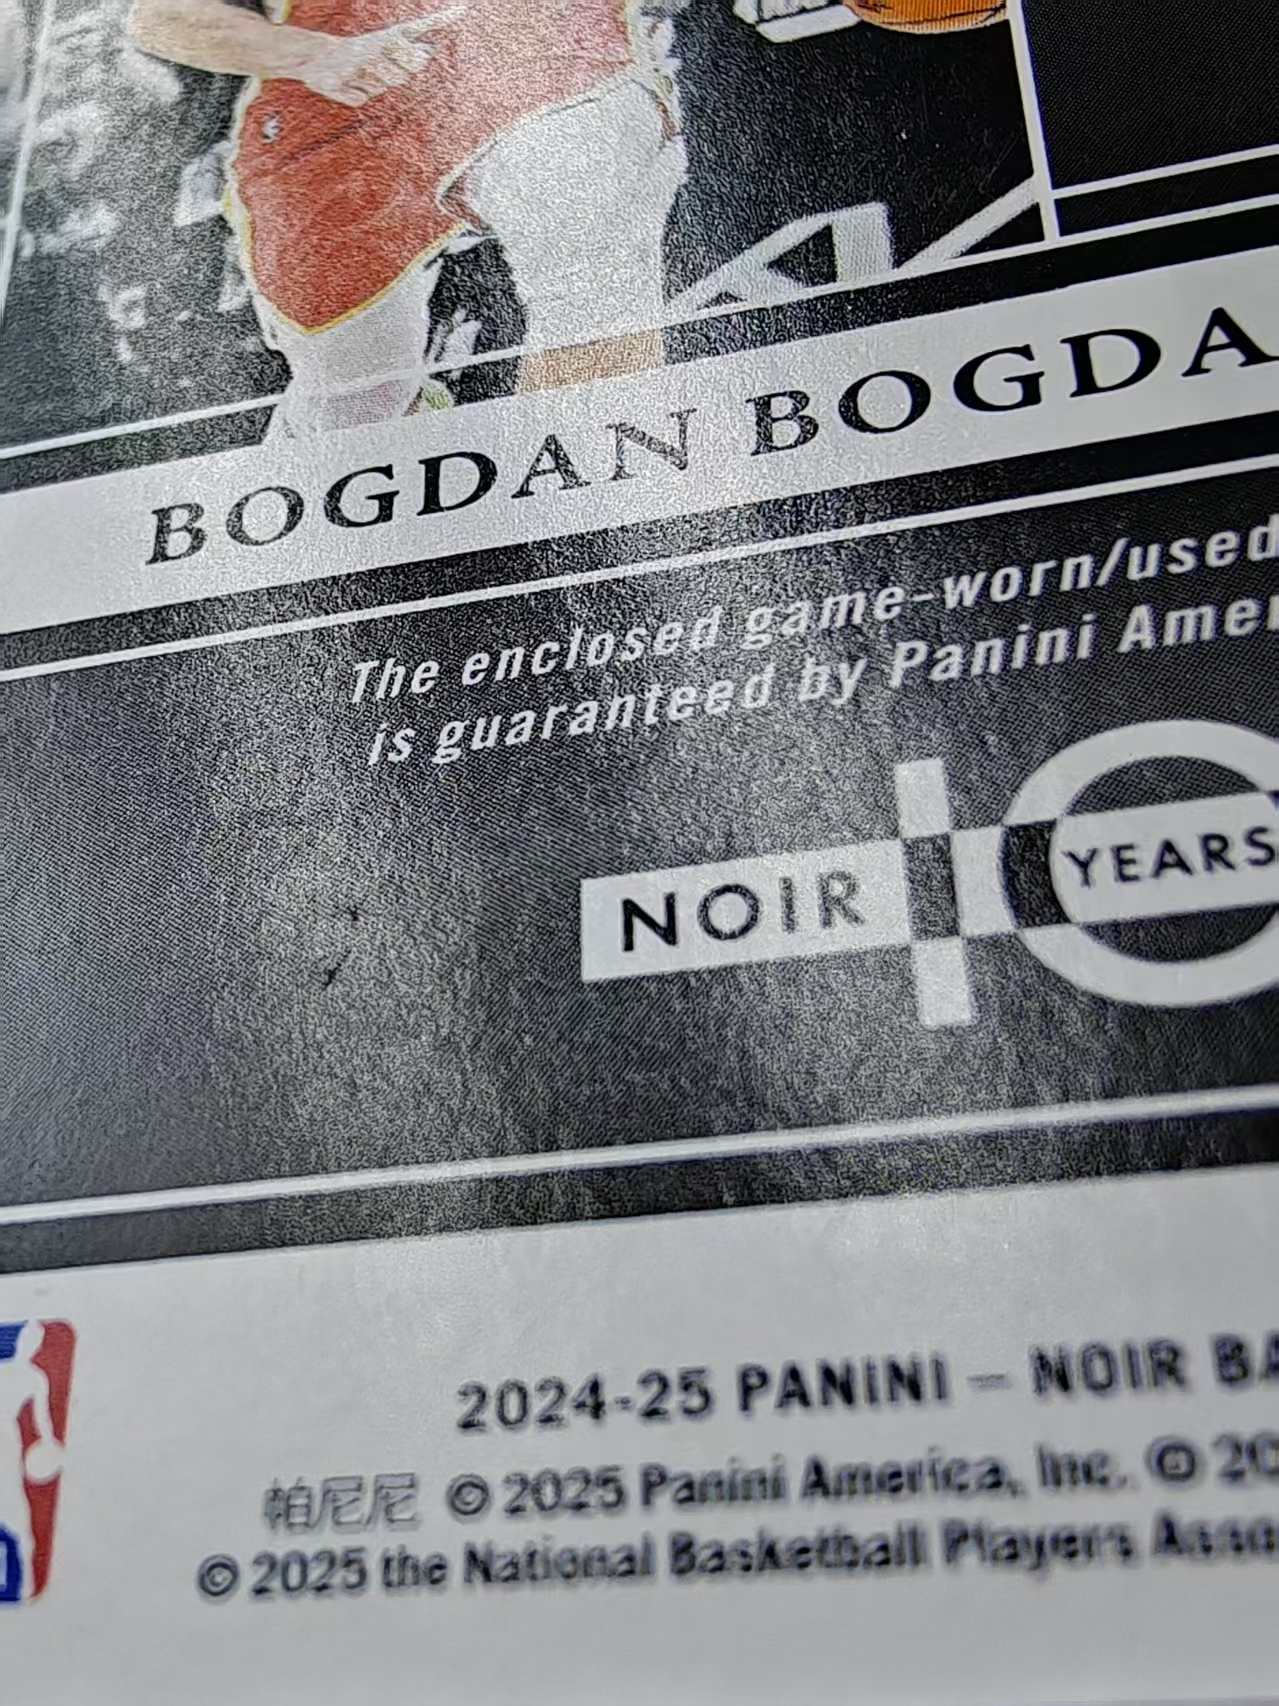 BOGDAN BOGDA
The enclosed game-worn/used
is guaranteed by Panini Amer
NOIR 10 YEARS
2024-25 PANINI – NOIR BA
帕尼尼 © 2025 Panini America, Inc. © 20
© 2025 the National Basketball Players Asso